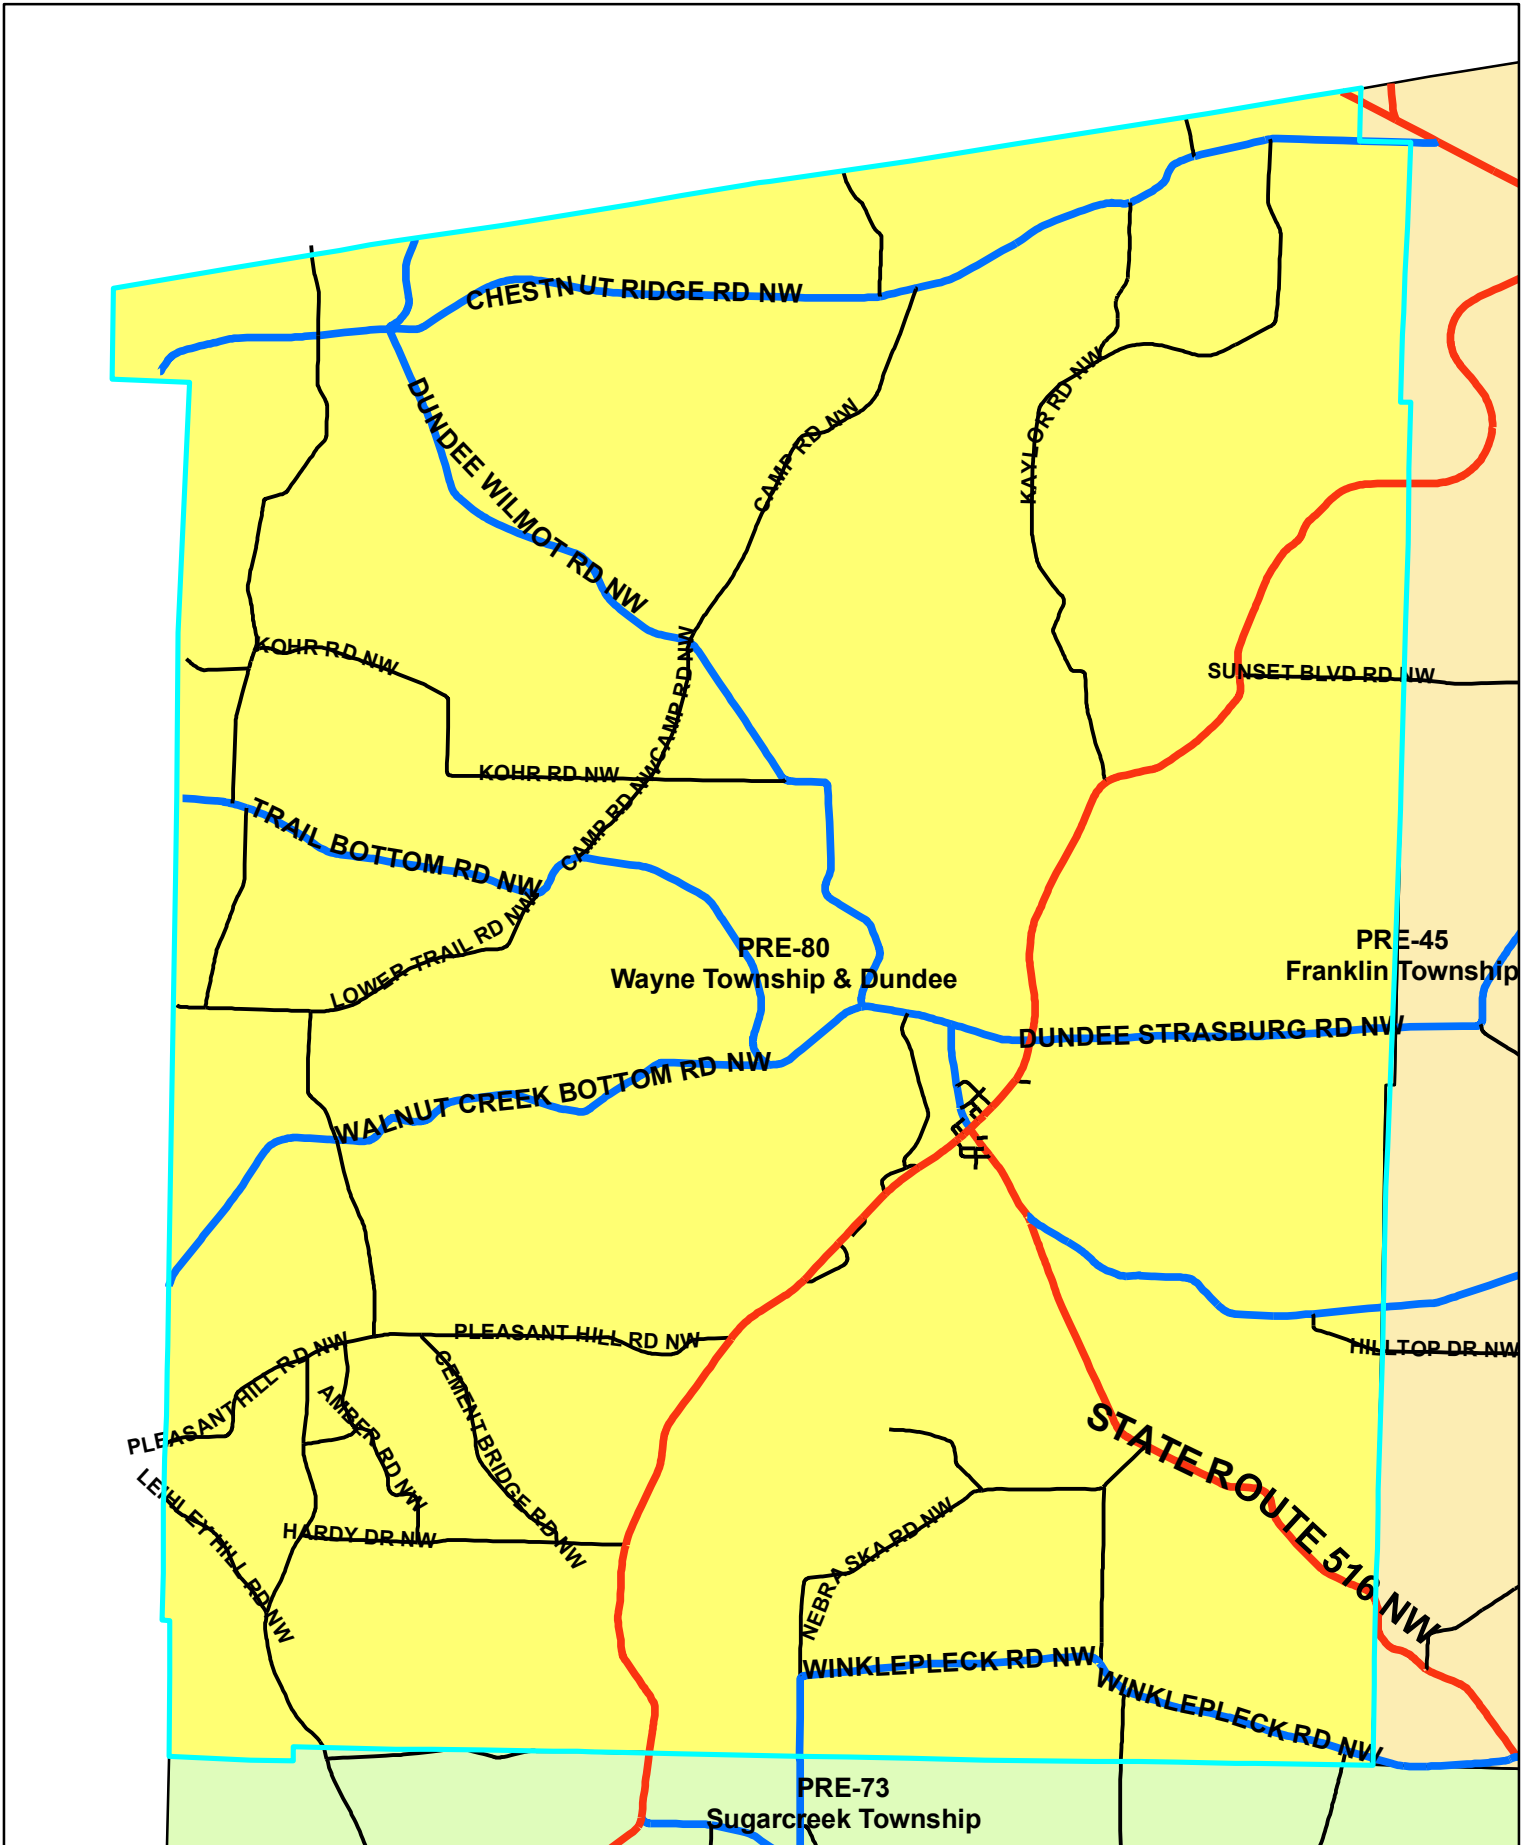 CHESTNUT RIDGE RD NW
DUNDEE WILMOT RD NW
CAMP RD NW
KAYLOR RD NW
KOHR RD NW
CAMP RD NW
SUNSET BLVD RD NW
KOHR RD NW
CAMP RD NW
TRAIL BOTTOM RD NW
LOWER TRAIL RD NW
PRE-80
Wayne Township & Dundee
PRE-45
Franklin Township
DUNDEE STRASBURG RD NW
WALNUT CREEK BOTTOM RD NW
PLEASANT HILL RD NW
PLEASANT HILL RD NW
HILLTOP DR NW
CEMENT BRIDGE RD NW
AMBER RD NW
STATE ROUTE 516 NW
LEIHLEY HILL RD NW
HARDY DR NW
NEBRASKA RD NW
WINKLEPLECK RD NW
WINKLEPLECK RD NW
PRE-73
Sugarcreek Township